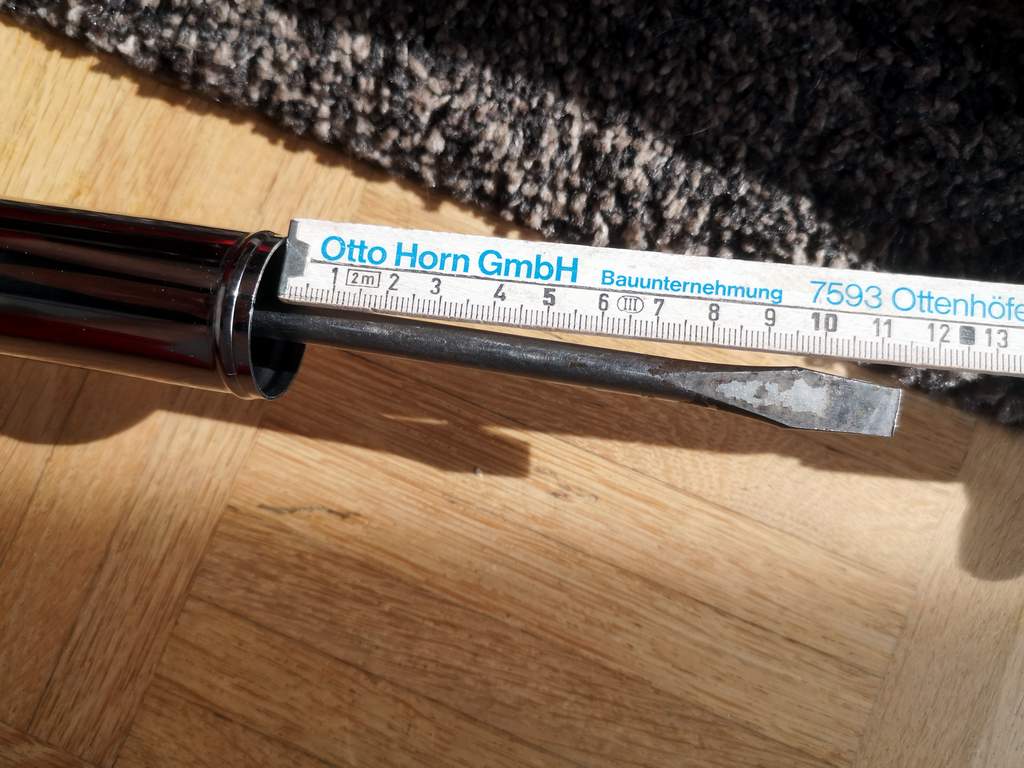 Otto Horn GmbH Bauunternehmung 7593 Ottenhöfe
1 2m 2 3 4 5 6 III 7 8 9 10 11 12 13